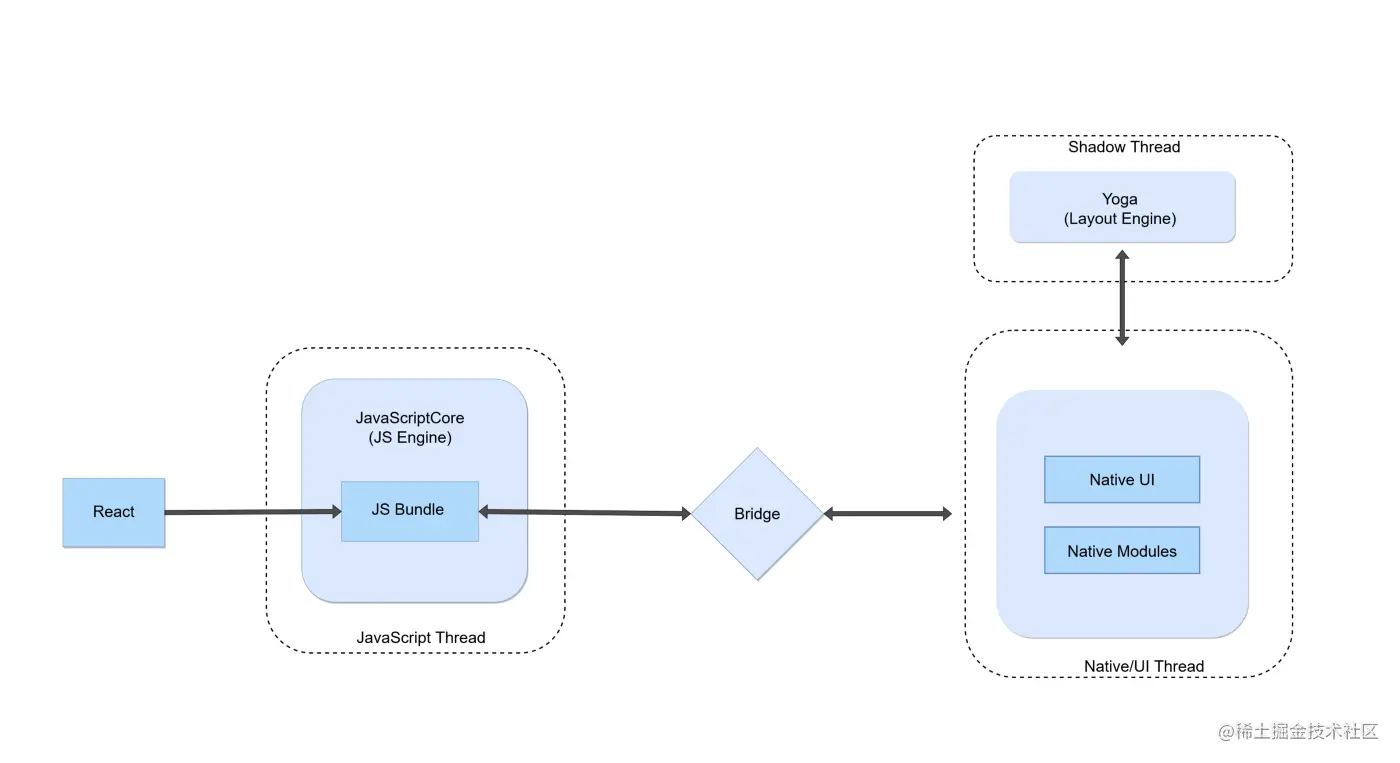 Shadow Thread
Yoga
(Layout Engine)
JavaScriptCore
(JS Engine)
React
JS Bundle
Bridge
Native UI
Native Modules
JavaScript Thread
Native/UI Thread
@稀土掘金技术社区